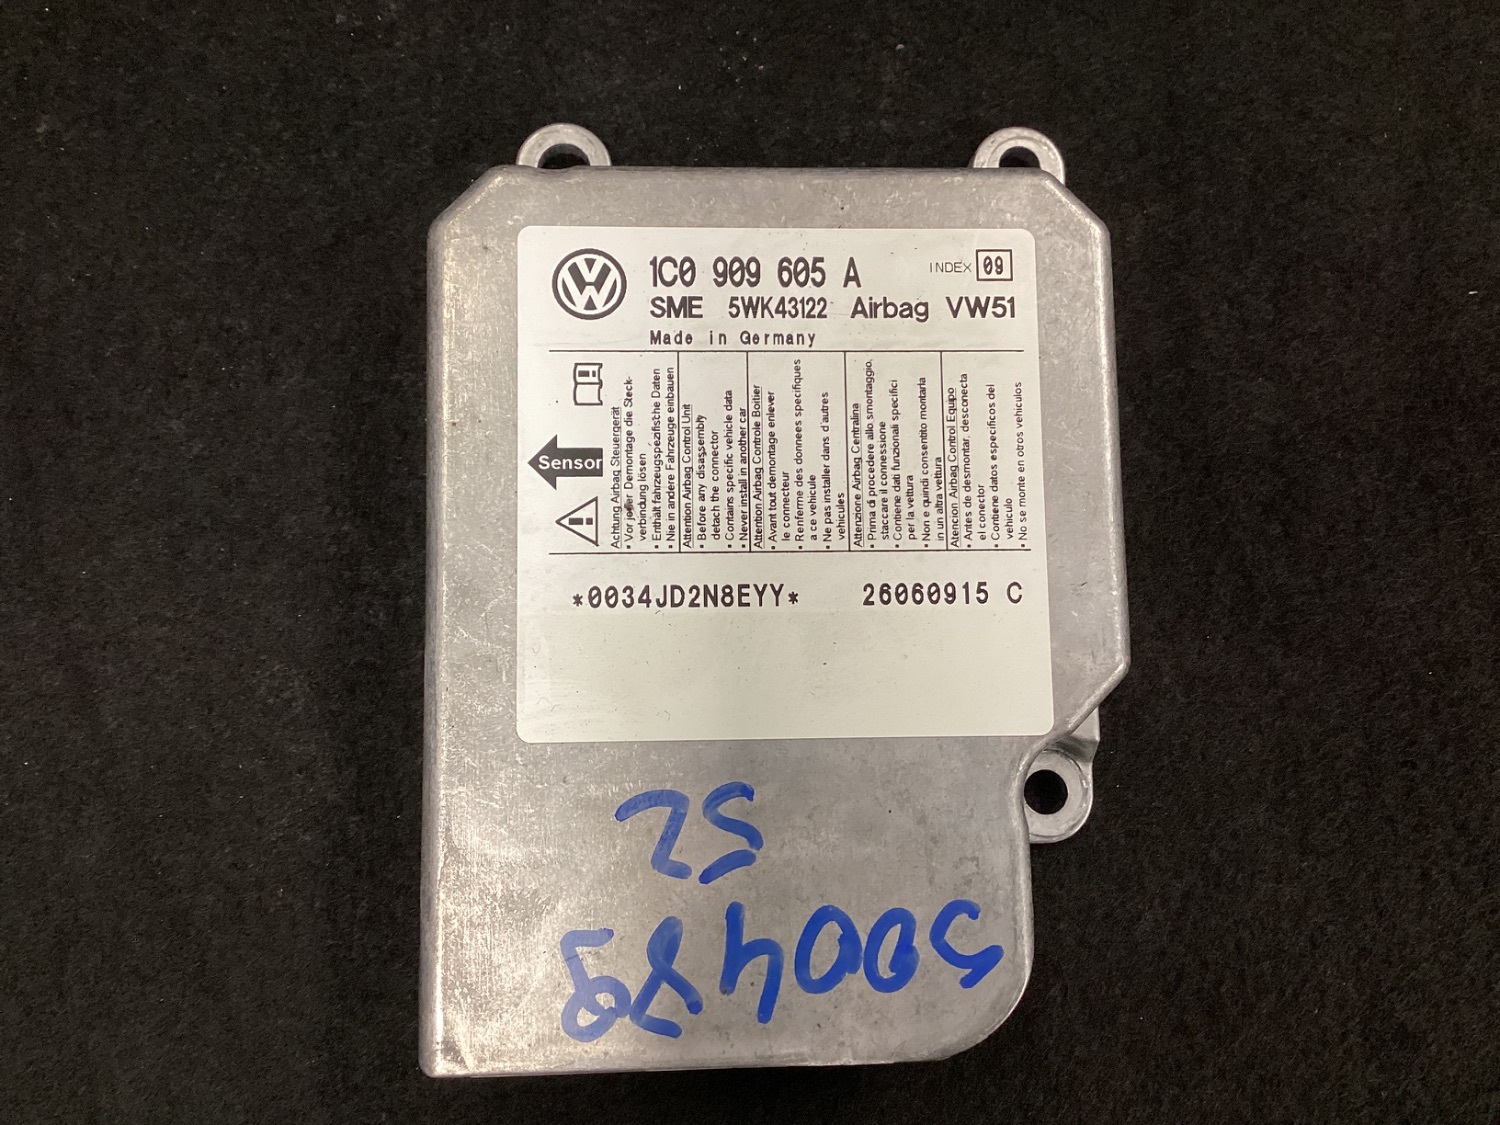 1C0 909 605 A
INDEX 09
SME 5WK43122 Airbag VW51
Made in Germany
Sensor
Achtung Airbag Steuergerät
• Vor jeder Demontage die Steck-
verbindung lösen
• Enthält fahrzeugspezifische Daten
• Nie in andere Fahrzeuge einbauen
Attention Airbag Control Unit
• Before any disassembly
detach the connector
• Contains specific vehicle data
• Never install in another car
Attention Airbag Controle Boitier
• Avant tout demontage enlever
le connecteur
• Renferme des donnees specifiques
a ce vehicule
• Ne pas installer dans d'autres
vehicules
Attenzione Airbag Centralina
• Prima di procedere allo smontaggio,
staccare il connessione
• Contiene dati funzionali specifici
per la vettura
• Non e quindi consentito montarla
in un altra vettura
Atencion Airbag Control Equipo
• Antes de desmontar, desconecta
el conector
• Contiene datos especificos del
vehiculo
• No se monte en otros vehiculos
*0034JD2N8EYY* 26060915 C
52